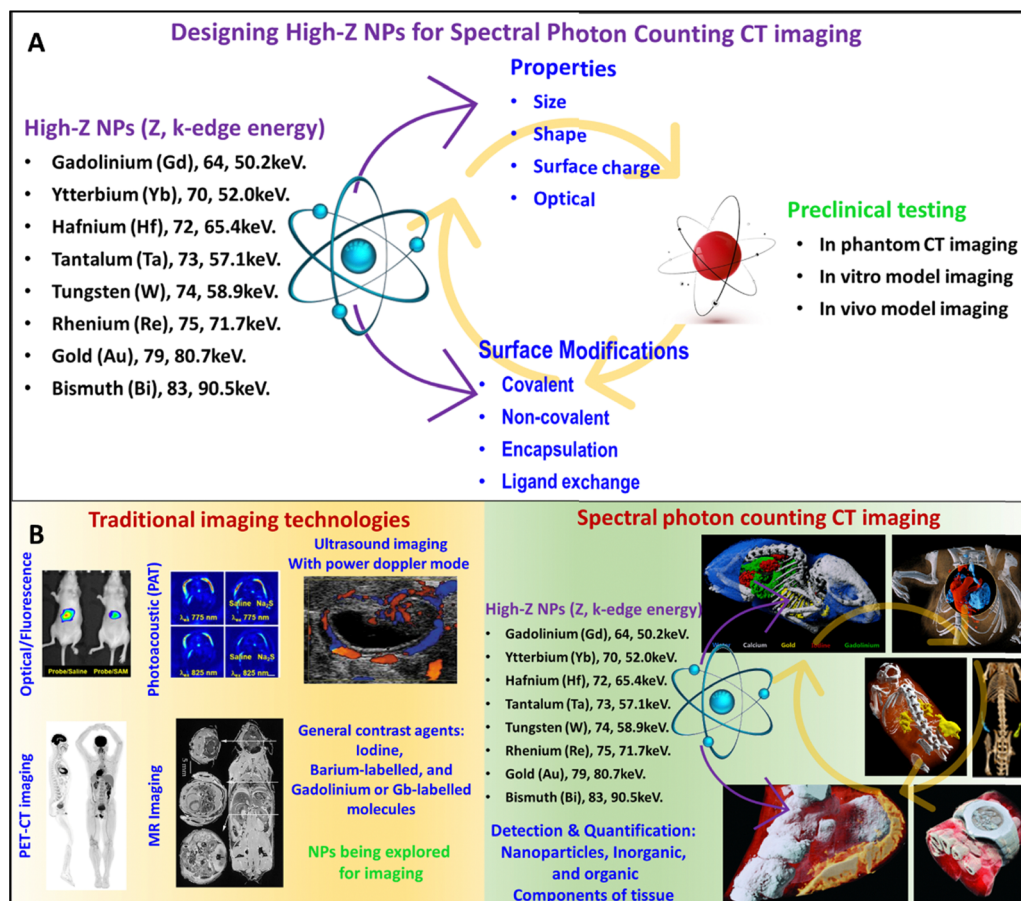 A
Designing High-Z NPs for Spectral Photon Counting CT imaging
High-Z NPs (Z, k-edge energy)
• Gadolinium (Gd), 64, 50.2keV.
• Ytterbium (Yb), 70, 52.0keV.
• Hafnium (Hf), 72, 65.4keV.
• Tantalum (Ta), 73, 57.1keV.
• Tungsten (W), 74, 58.9keV.
• Rhenium (Re), 75, 71.7keV.
• Gold (Au), 79, 80.7keV.
• Bismuth (Bi), 83, 90.5keV.
Properties
• Size
• Shape
• Surface charge
• Optical
Preclinical testing
• In phantom CT imaging
• In vitro model imaging
• In vivo model imaging
Surface Modifications
• Covalent
• Non-covalent
• Encapsulation
• Ligand exchange
B
Traditional imaging technologies
Optical/Fluorescence
Probe/Saline Probe/SAM
Photoacoustic (PAT)
Saline Na₂S
775 nm 775 nm
Saline Na₂S
825 nm 825 nm
Ultrasound imaging
With power doppler mode
PET-CT imaging
MR Imaging
5 mm
General contrast agents:
Iodine,
Barium-labelled, and
Gadolinium or Gb-labelled
molecules
NPs being explored
for imaging
Spectral photon counting CT imaging
High-Z NPs (Z, k-edge energy)
• Gadolinium (Gd), 64, 50.2keV.
• Ytterbium (Yb), 70, 52.0keV.
• Hafnium (Hf), 72, 65.4keV.
• Tantalum (Ta), 73, 57.1keV.
• Tungsten (W), 74, 58.9keV.
• Rhenium (Re), 75, 71.7keV.
• Gold (Au), 79, 80.7keV.
• Bismuth (Bi), 83, 90.5keV.
Calcium Gold Gadolinium
Detection & Quantification:
Nanoparticles, Inorganic,
and organic
Components of tissue